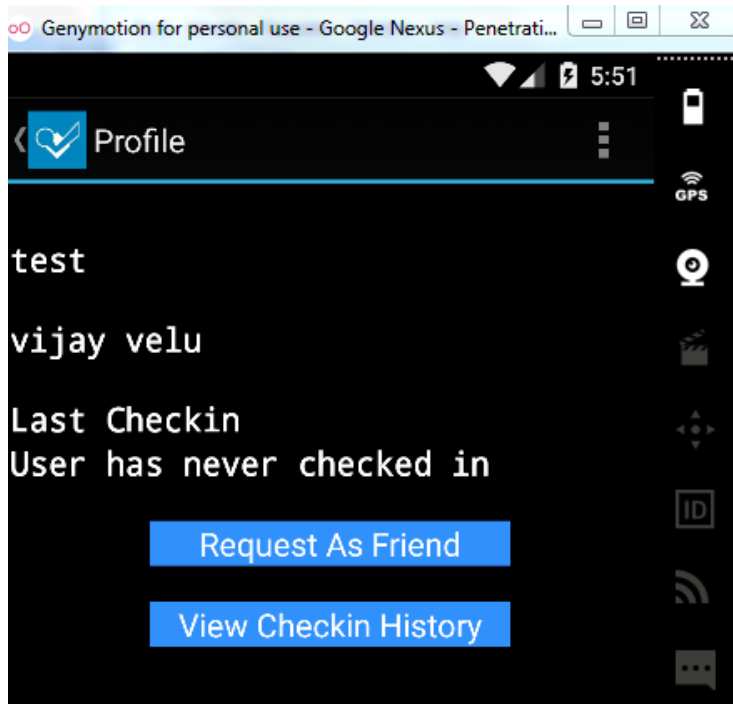 Genymotion for personal use - Google Nexus - Penetrati...
5:51
Profile
GPS
test
vijay velu
Last Checkin
User has never checked in
ID
Request As Friend
View Checkin History